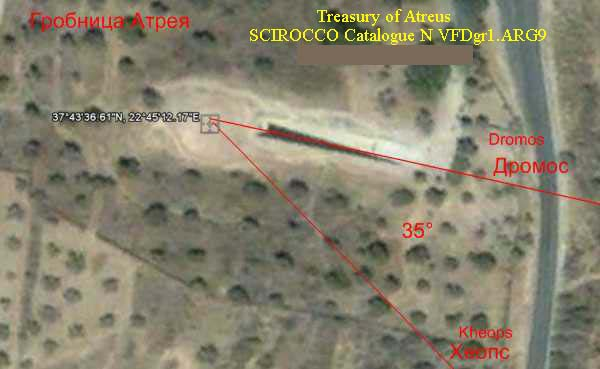 Гробница Атрея
Treasury of Atreus
SCIROCCO Catalogue N VFDgr1.ARG9
37°43'36.61"N, 22°45'12.17"E
Dromos
Дромос
35°
Kheops
Хеопс